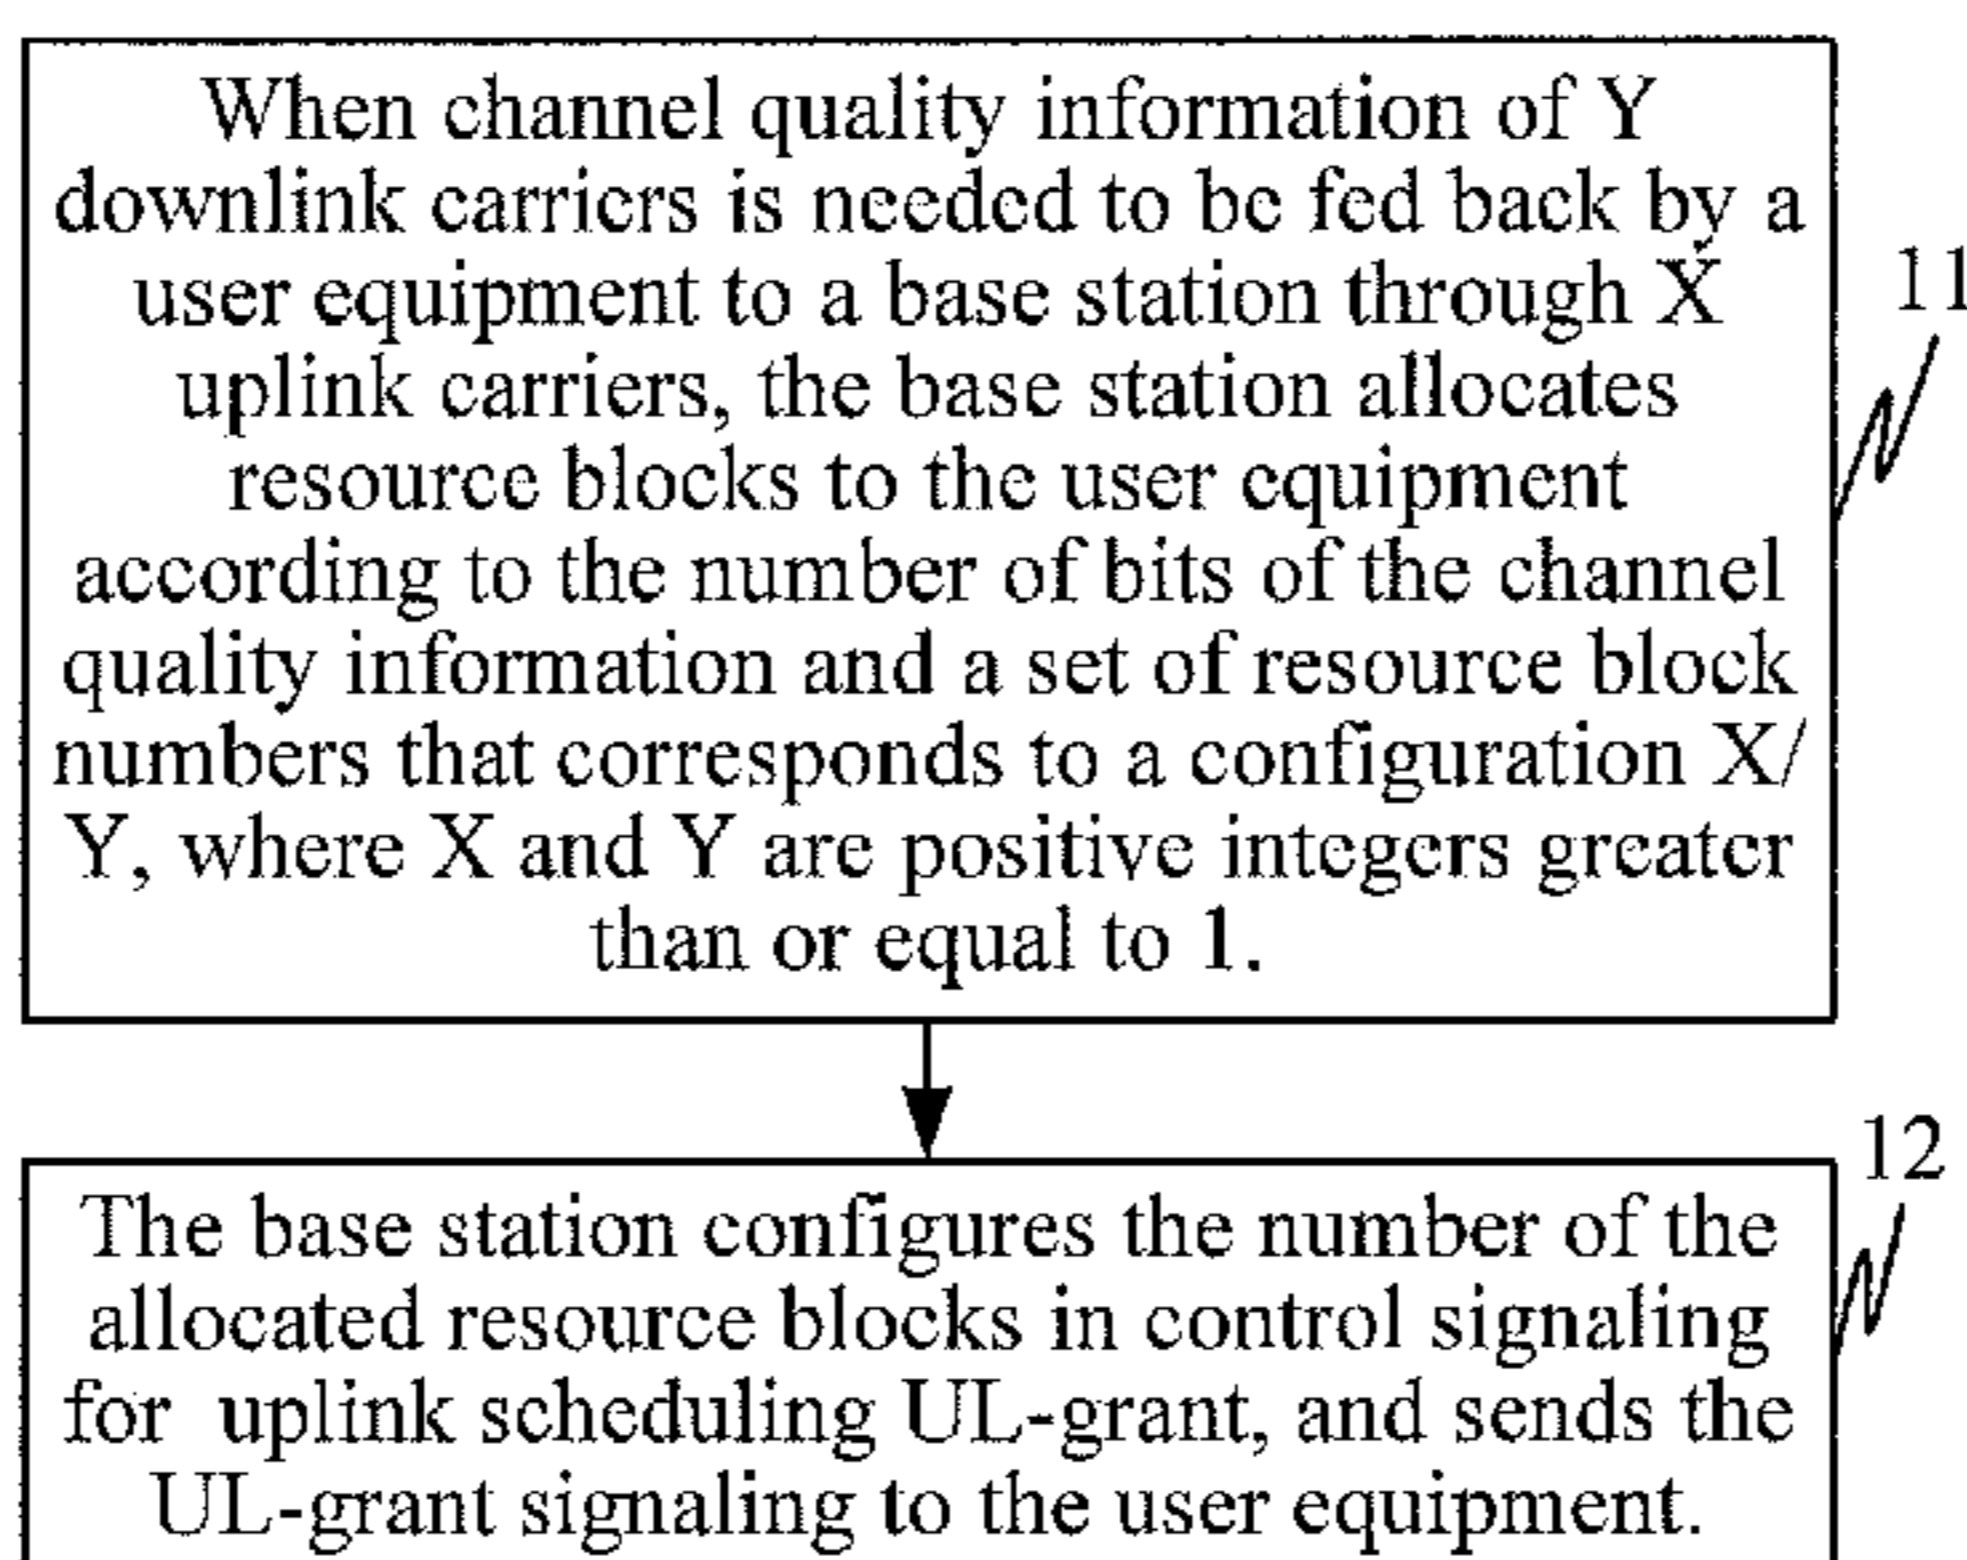 When channel quality information of Y
downlink carriers is needed to be fed back by a
user equipment to a base station through X
uplink carriers, the base station allocates
resource blocks to the user equipment
according to the number of bits of the channel
quality information and a set of resource block
numbers that corresponds to a configuration X/
Y, where X and Y are positive integers greater
than or equal to 1.
11
12
The base station configures the number of the
allocated resource blocks in control signaling
for uplink scheduling UL-grant, and sends the
UL-grant signaling to the user equipment.